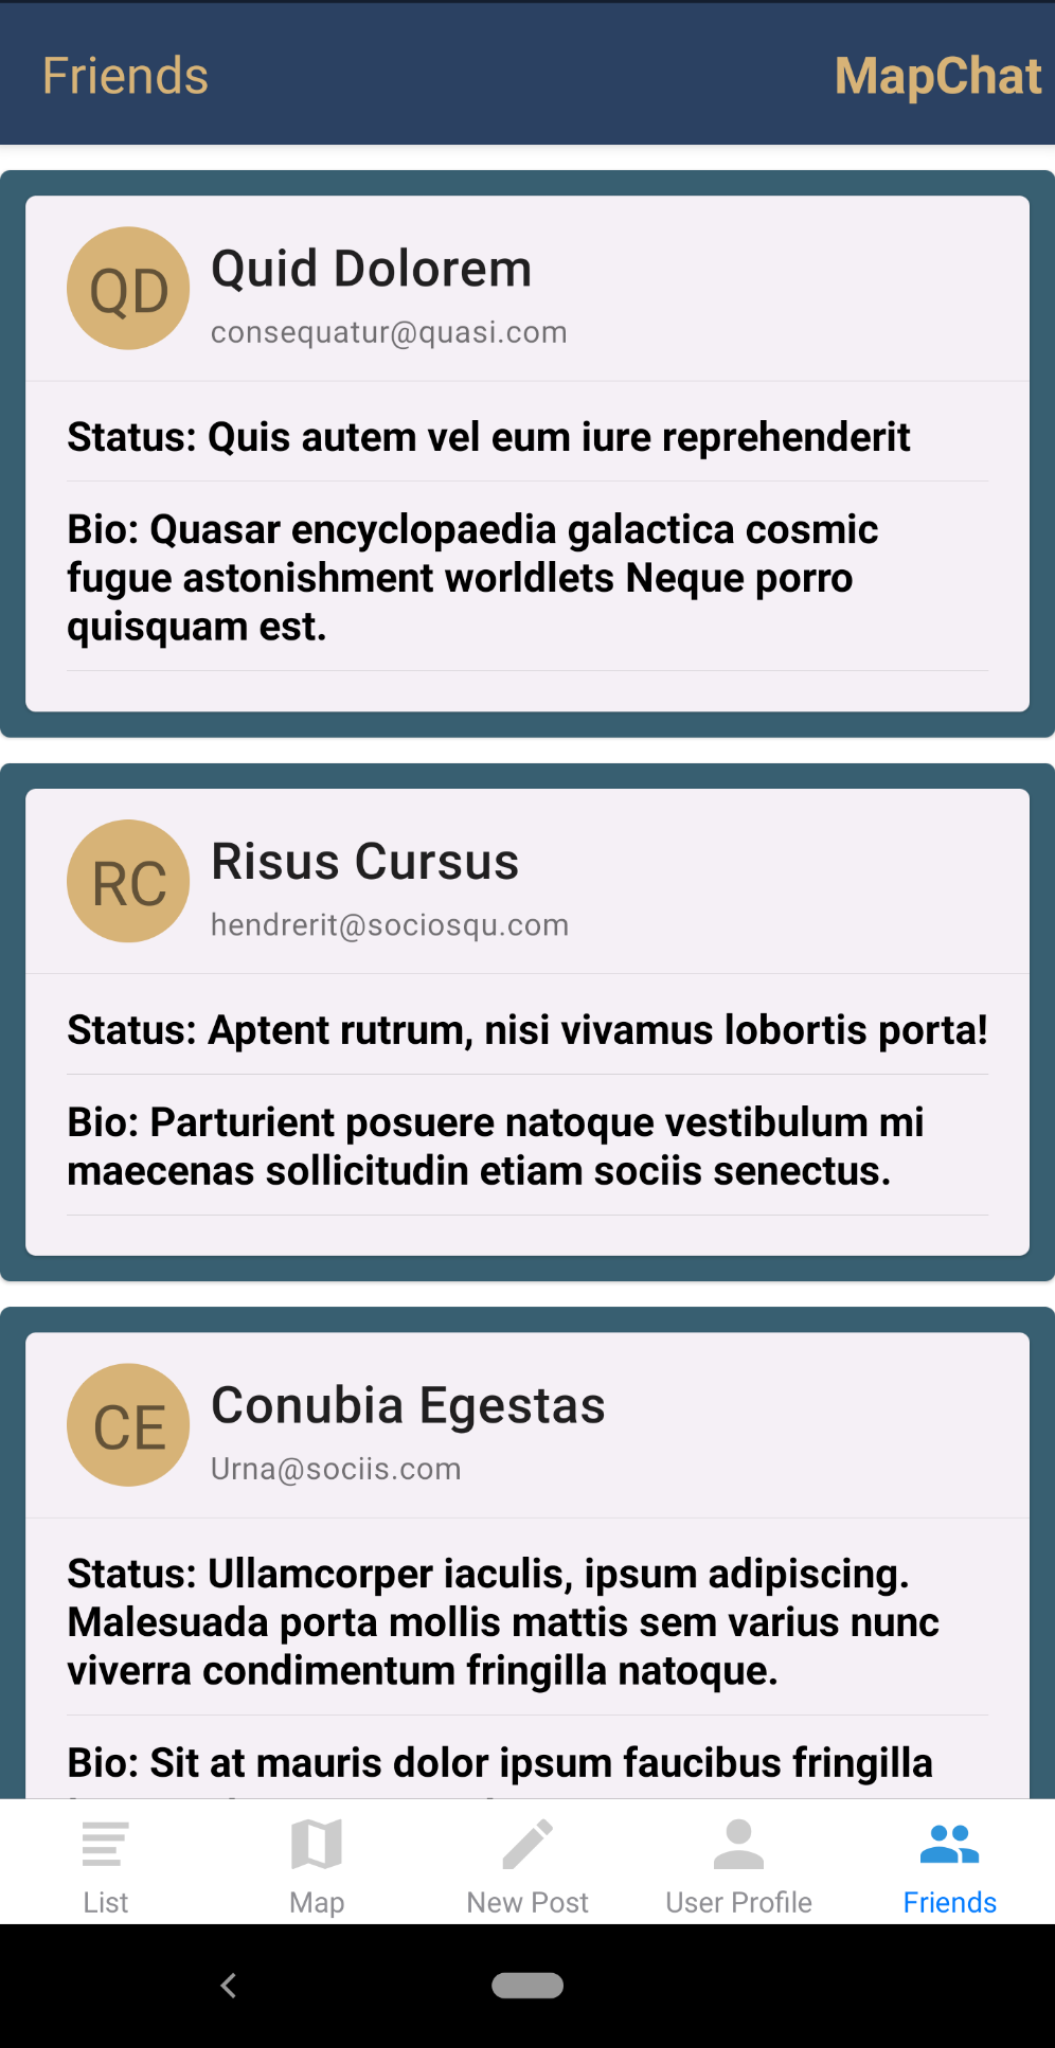 Friends
MapChat
QD
Quid Dolorem
consequatur@quasi.com
Status: Quis autem vel eum iure reprehenderit
Bio: Quasar encyclopaedia galactica cosmic
fugue astonishment worldlets Neque porro
quisquam est.
RC
Risus Cursus
hendrerit@sociosqu.com
Status: Aptent rutrum, nisi vivamus lobortis porta!
Bio: Parturient posuere natoque vestibulum mi
maecenas sollicitudin etiam sociis senectus.
CE
Conubia Egestas
Urna@sociis.com
Status: Ullamcorper iaculis, ipsum adipiscing.
Malesuada porta mollis mattis sem varius nunc
viverra condimentum fringilla natoque.
Bio: Sit at mauris dolor ipsum faucibus fringilla
List
Map
New Post
User Profile
Friends